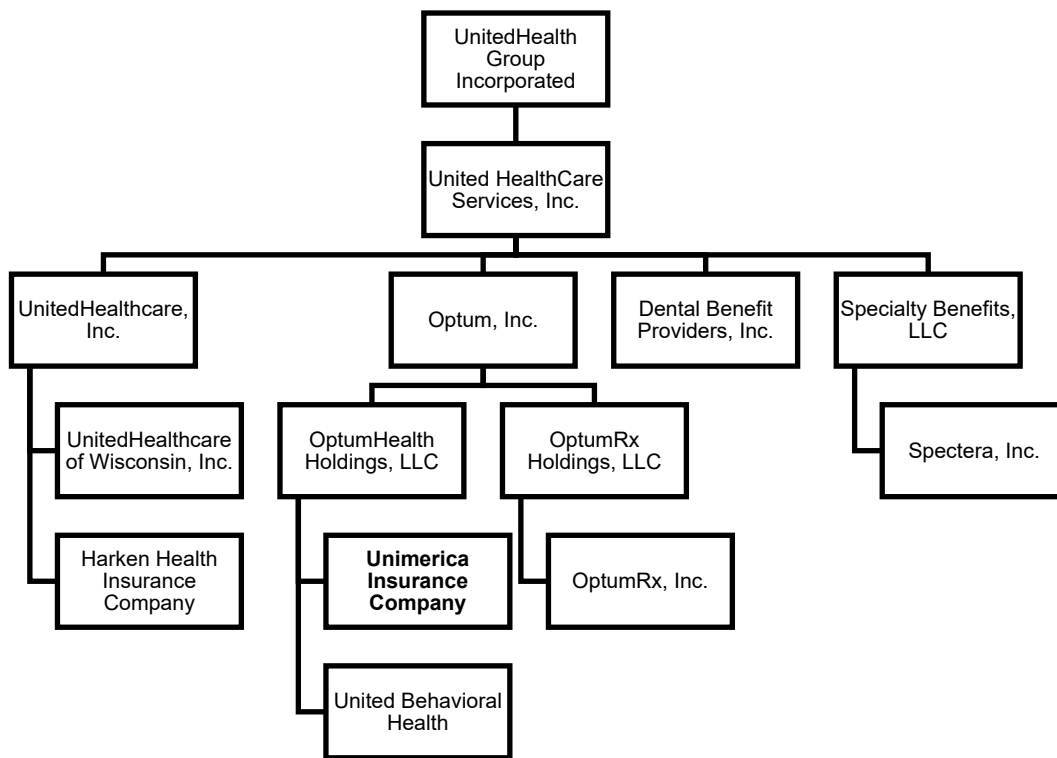 UnitedHealth
Group
Incorporated
United HealthCare
Services, Inc.
UnitedHealthcare,
Inc.
Optum, Inc.
Dental Benefit
Providers, Inc.
Specialty Benefits,
LLC
UnitedHealthcare
of Wisconsin, Inc.
OptumHealth
Holdings, LLC
OptumRx
Holdings, LLC
Spectera, Inc.
Harken Health
Insurance
Company
Unimerica
Insurance
Company
OptumRx, Inc.
United Behavioral
Health